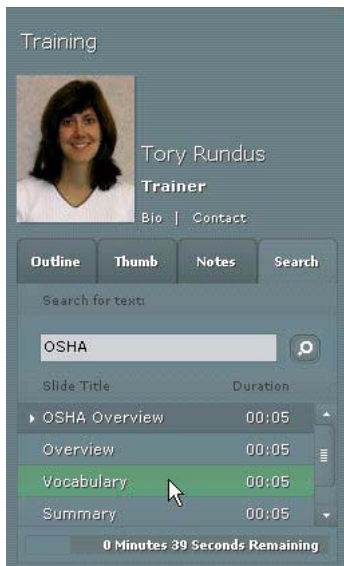 Training
Tory Rundus
Trainer
Bio | Contact
Outline Thumb Notes Search
Search for text:
OSHA
Slide Title Duration
OSHA Overview 00:05
Overview 00:05
Vocabulary 00:05
Summary 00:05
0 Minutes 39 Seconds Remaining